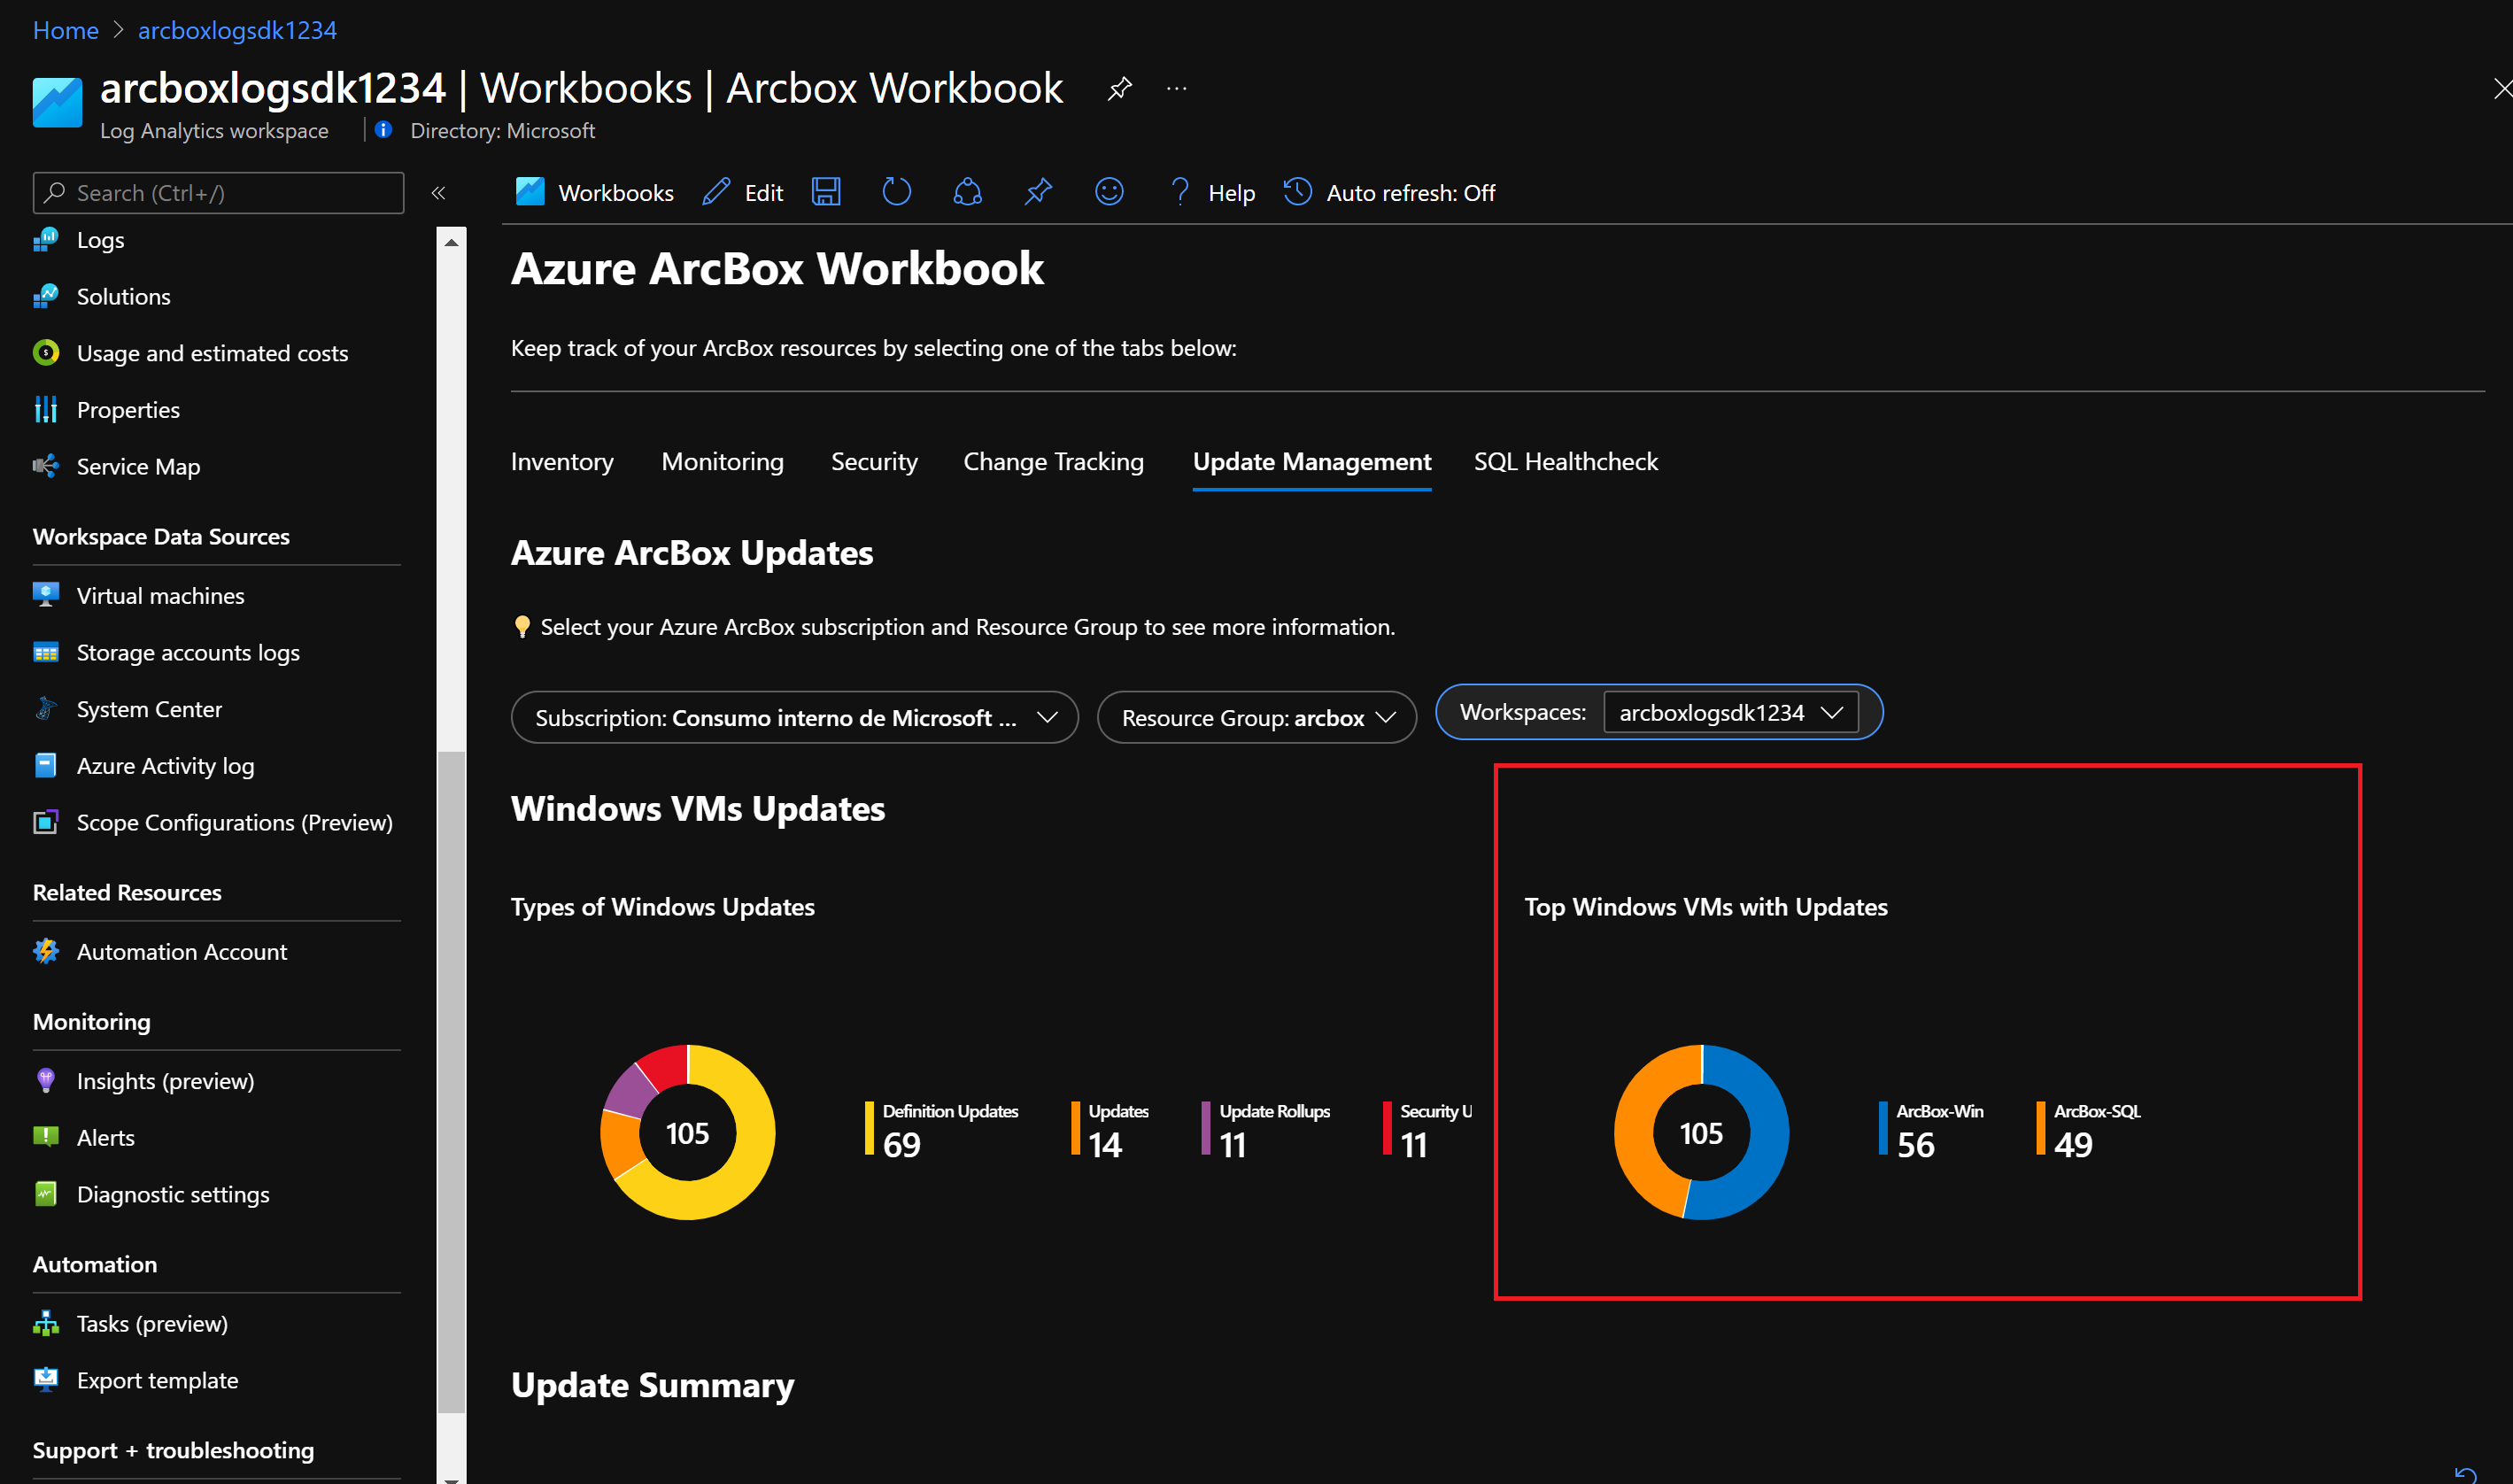 Home > arcboxlogsdk1234
arcboxlogsdk1234 | Workbooks | Arcbox Workbook
Log Analytics workspace
Directory: Microsoft
Search (Ctrl+/)
Logs
Solutions
Usage and estimated costs
Properties
Service Map
Workspace Data Sources
Virtual machines
Storage accounts logs
System Center
Azure Activity log
Scope Configurations (Preview)
Related Resources
Automation Account
Monitoring
Insights (preview)
Alerts
Diagnostic settings
Automation
Tasks (preview)
Export template
Support + troubleshooting
Workbooks Edit Help Auto refresh: Off
Azure ArcBox Workbook
Keep track of your ArcBox resources by selecting one of the tabs below:
Inventory Monitoring Security Change Tracking Update Management SQL Healthcheck
Azure ArcBox Updates
Select your Azure ArcBox subscription and Resource Group to see more information.
Subscription: Consumo interno de Microsoft ... Resource Group: arcbox Workspaces: arcboxlogsdk1234
Windows VMs Updates
Types of Windows Updates
105
Definition Updates
69
Updates
14
Update Rollups
11
Security U
11
Top Windows VMs with Updates
105
ArcBox-Win
56
ArcBox-SQL
49
Update Summary